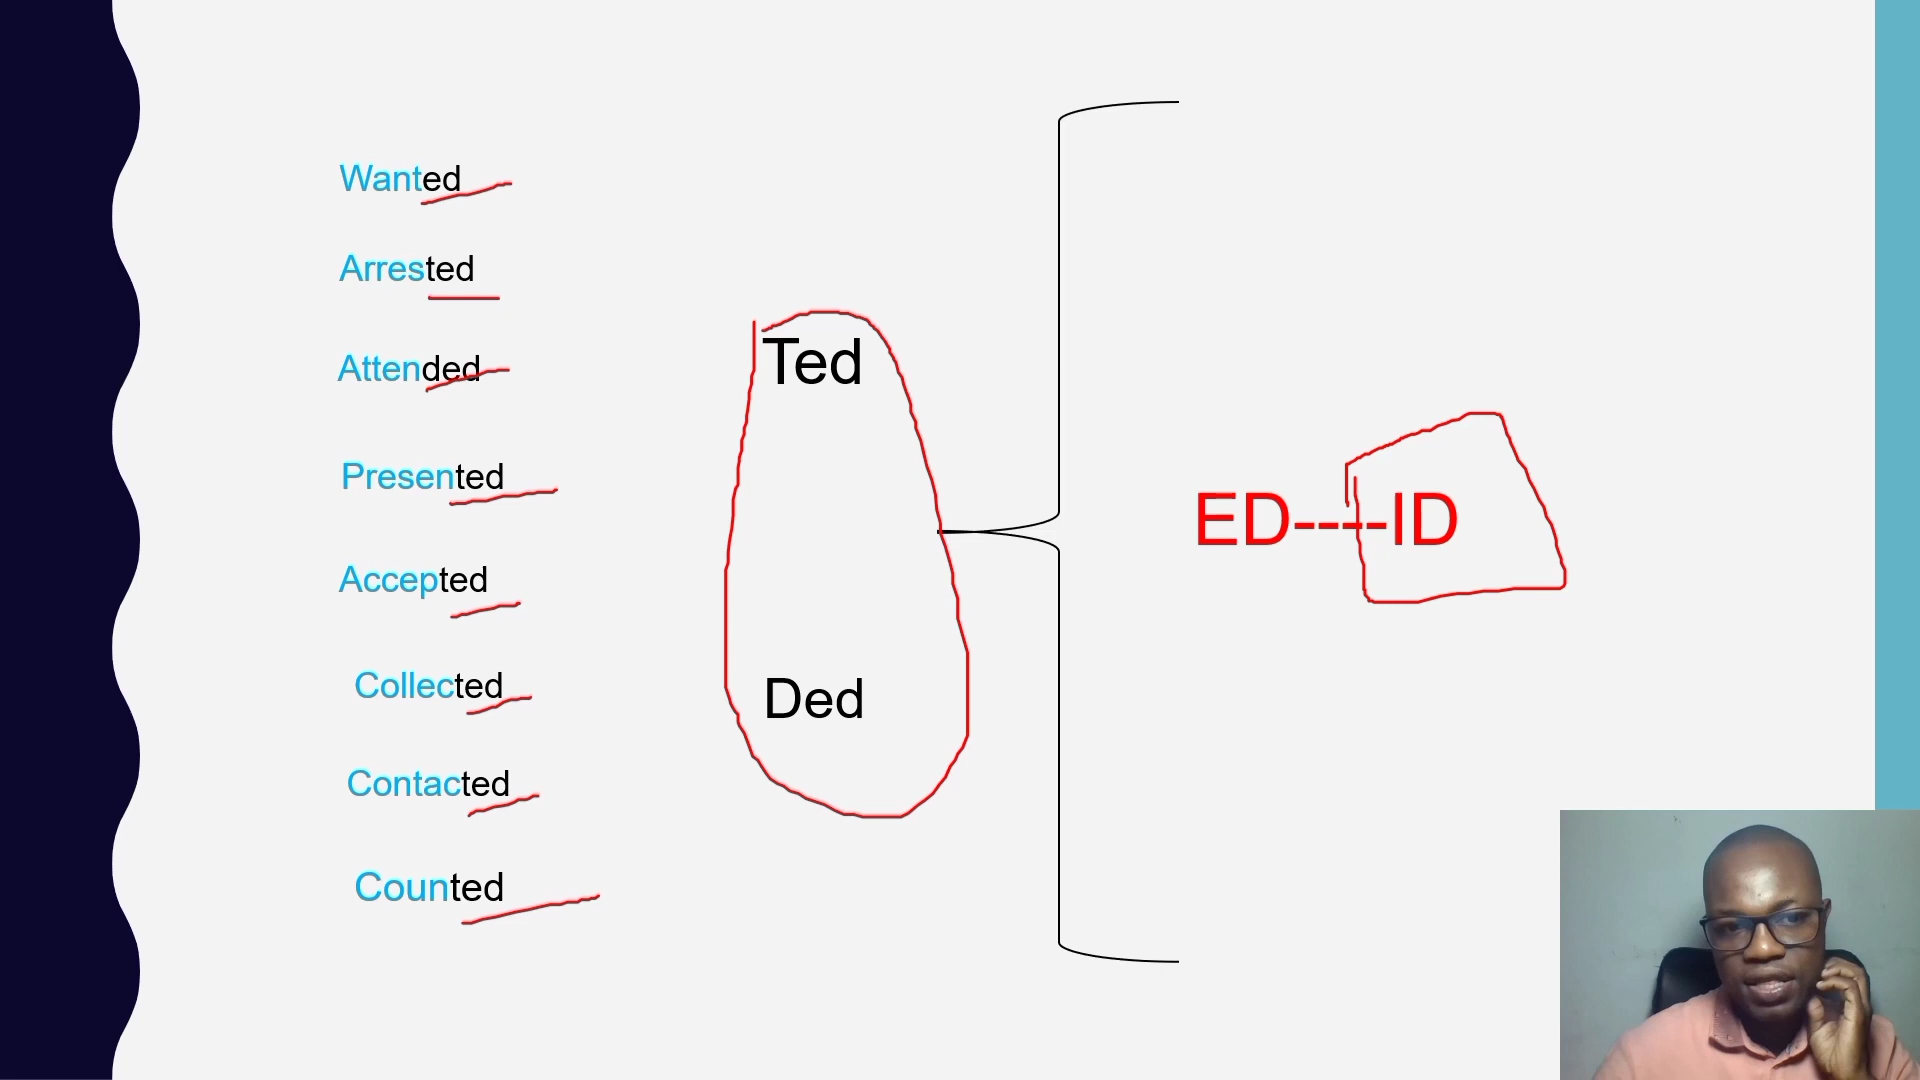 Wanted
Arrested
Attended
Presented
Accepted
Collected
Contacted
Counted
Ted
Ded
ED----ID